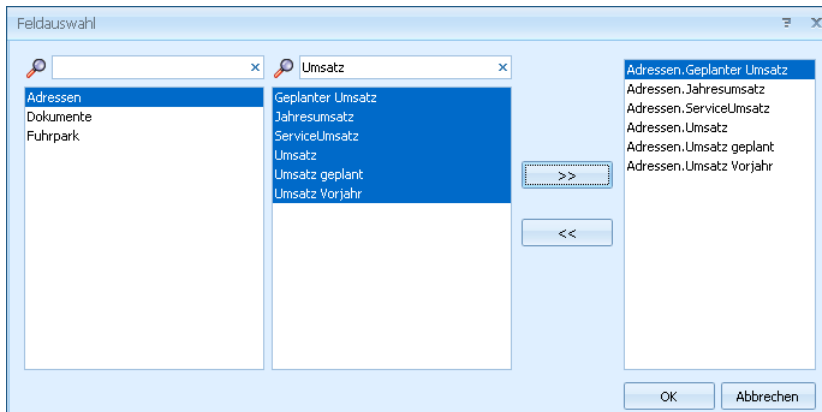 Feldauswahl
Umsatz
Adressen
Dokumente
Fuhrpark
Geplanter Umsatz
Jahresumsatz
ServiceUmsatz
Umsatz
Umsatz geplant
Umsatz Vorjahr
>>
<<
Adressen.Geplanter Umsatz
Adressen.Jahresumsatz
Adressen.ServiceUmsatz
Adressen.Umsatz
Adressen.Umsatz geplant
Adressen.Umsatz Vorjahr
OK
Abbrechen